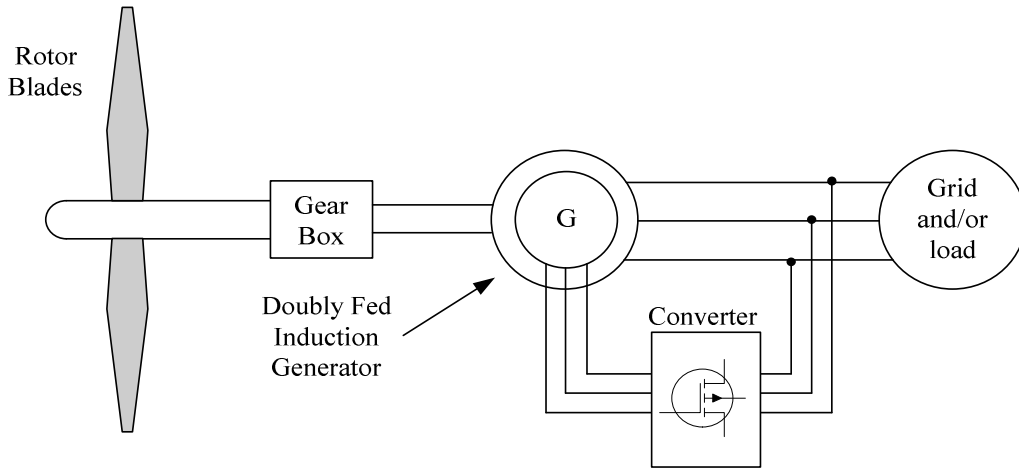 Rotor
Blades
Gear
Box
G
Grid
and/or
load
Doubly Fed
Induction
Generator
Converter